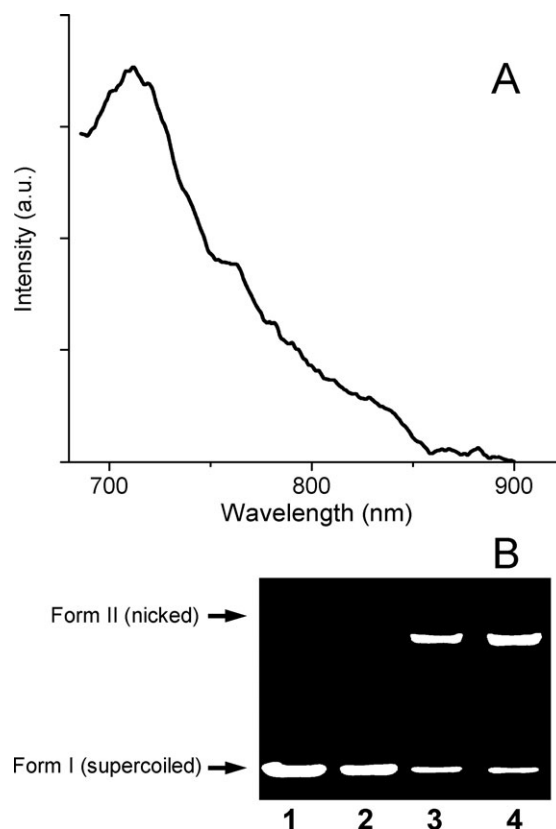 A
Intensity (a.u.)
700
800
900
Wavelength (nm)
B
Form II (nicked)
Form I (supercoiled)
1 2 3 4